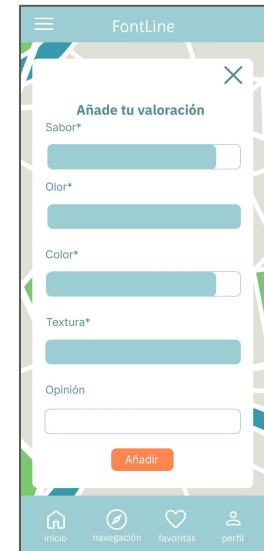 FontLine
Añade tu valoración
Sabor*
Olor*
Color*
Textura*
Opinión
Añadir
inicio navegación favoritas perfil